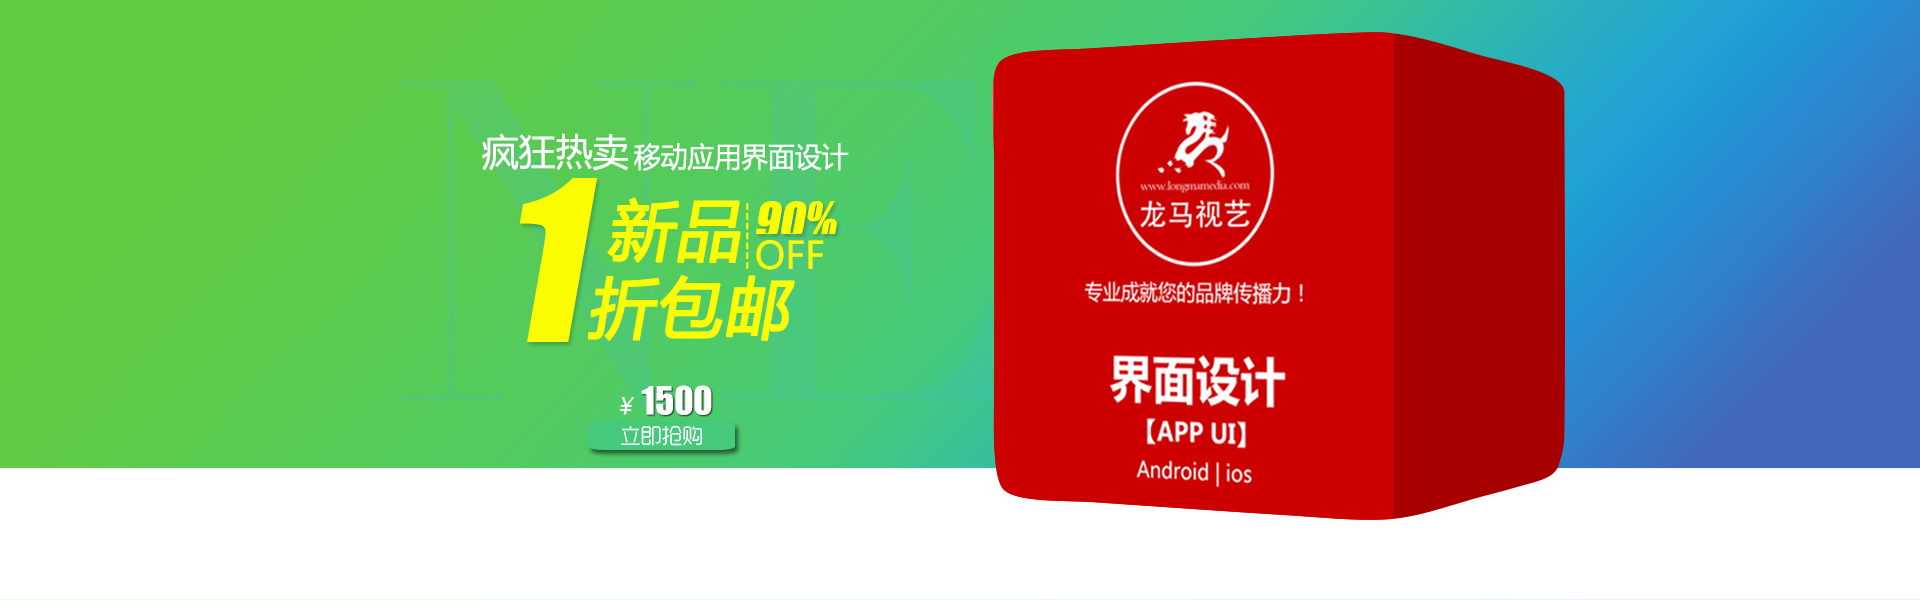 NE
疯狂热卖 移动应用界面设计
1 新品 90%
OFF
折包邮
¥ 1500
立即抢购
www.longmamedia.com
龙马视艺
专业成就您的品牌传播力！
界面设计
【APP UI】
Android | ios